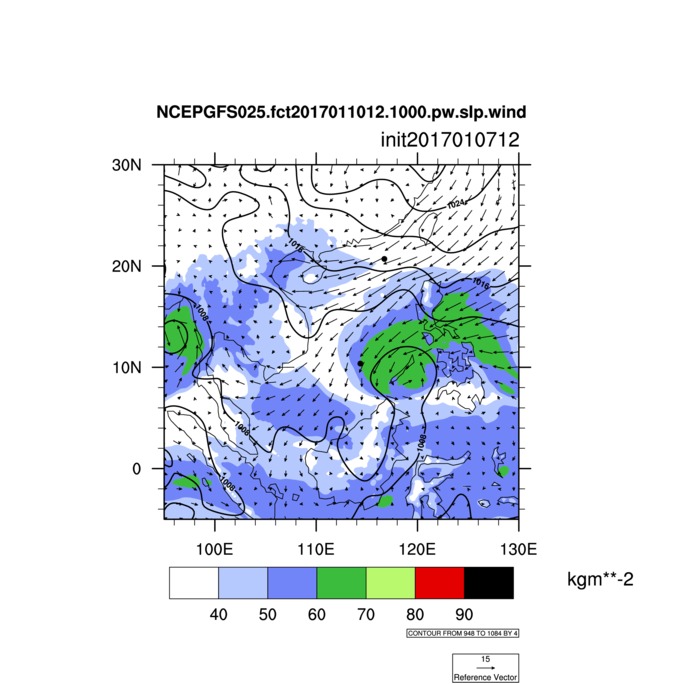 NCEPGFS025.fct2017011012.1000.pw.slp.wind
init2017010712
30N
1024
1016
20N
1016
1008
10N
1008
1008
0
1008
100E 110E 120E 130E
kgm**-2
40 50 60 70 80 90
CONTOUR FROM 948 TO 1084 BY 4
15
Reference Vector